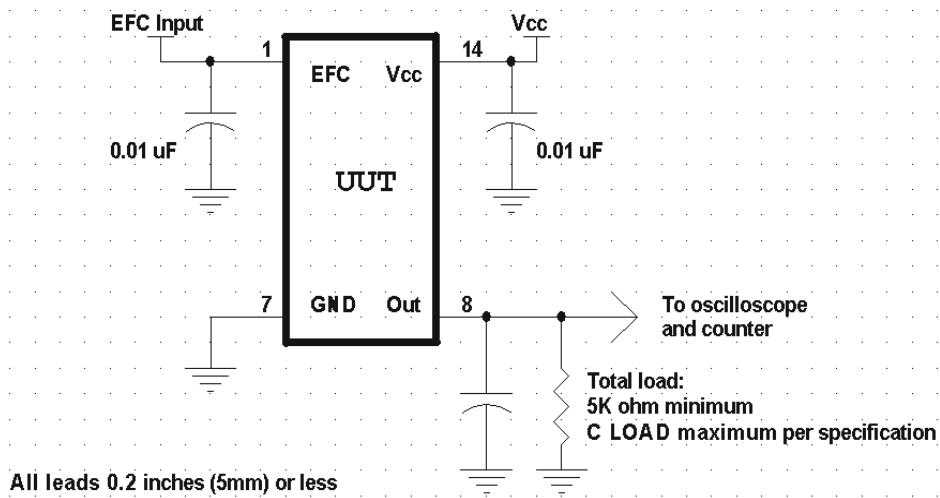 EFC Input
Vcc
1
14
EFC
Vcc
0.01 uF
0.01 uF
UUT
7
GND
Out
8
To oscilloscope
and counter
Total load:
5K ohm minimum
C LOAD maximum per specification
All leads 0.2 inches (5mm) or less